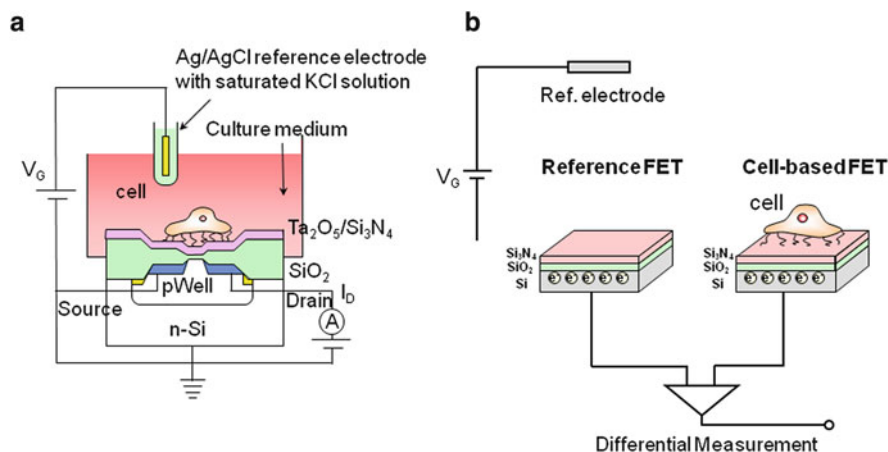 a
Ag/AgCl reference electrode
with saturated KCl solution
Culture medium
V_G
cell
Ta₂O₅/Si₃N₄
SiO₂
pWell
Source
Drain
I_D
A
n-Si
b
Ref. electrode
V_G
Reference FET
Cell-based FET
cell
Si₃N₄
SiO₂
Si
e e e e e
Si₃N₄
SiO₂
Si
e e e e e
Differential Measurement